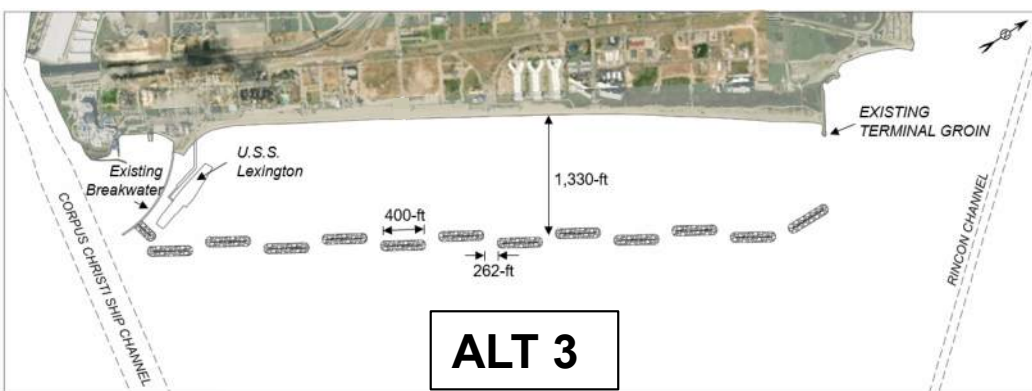 EXISTING
TERMINAL GROIN
U.S.S.
Lexington
Existing
Breakwater
1,330-ft
400-ft
262-ft
CORPUS CHRISTI SHIP CHANNEL
RINCON CHANNEL
ALT 3